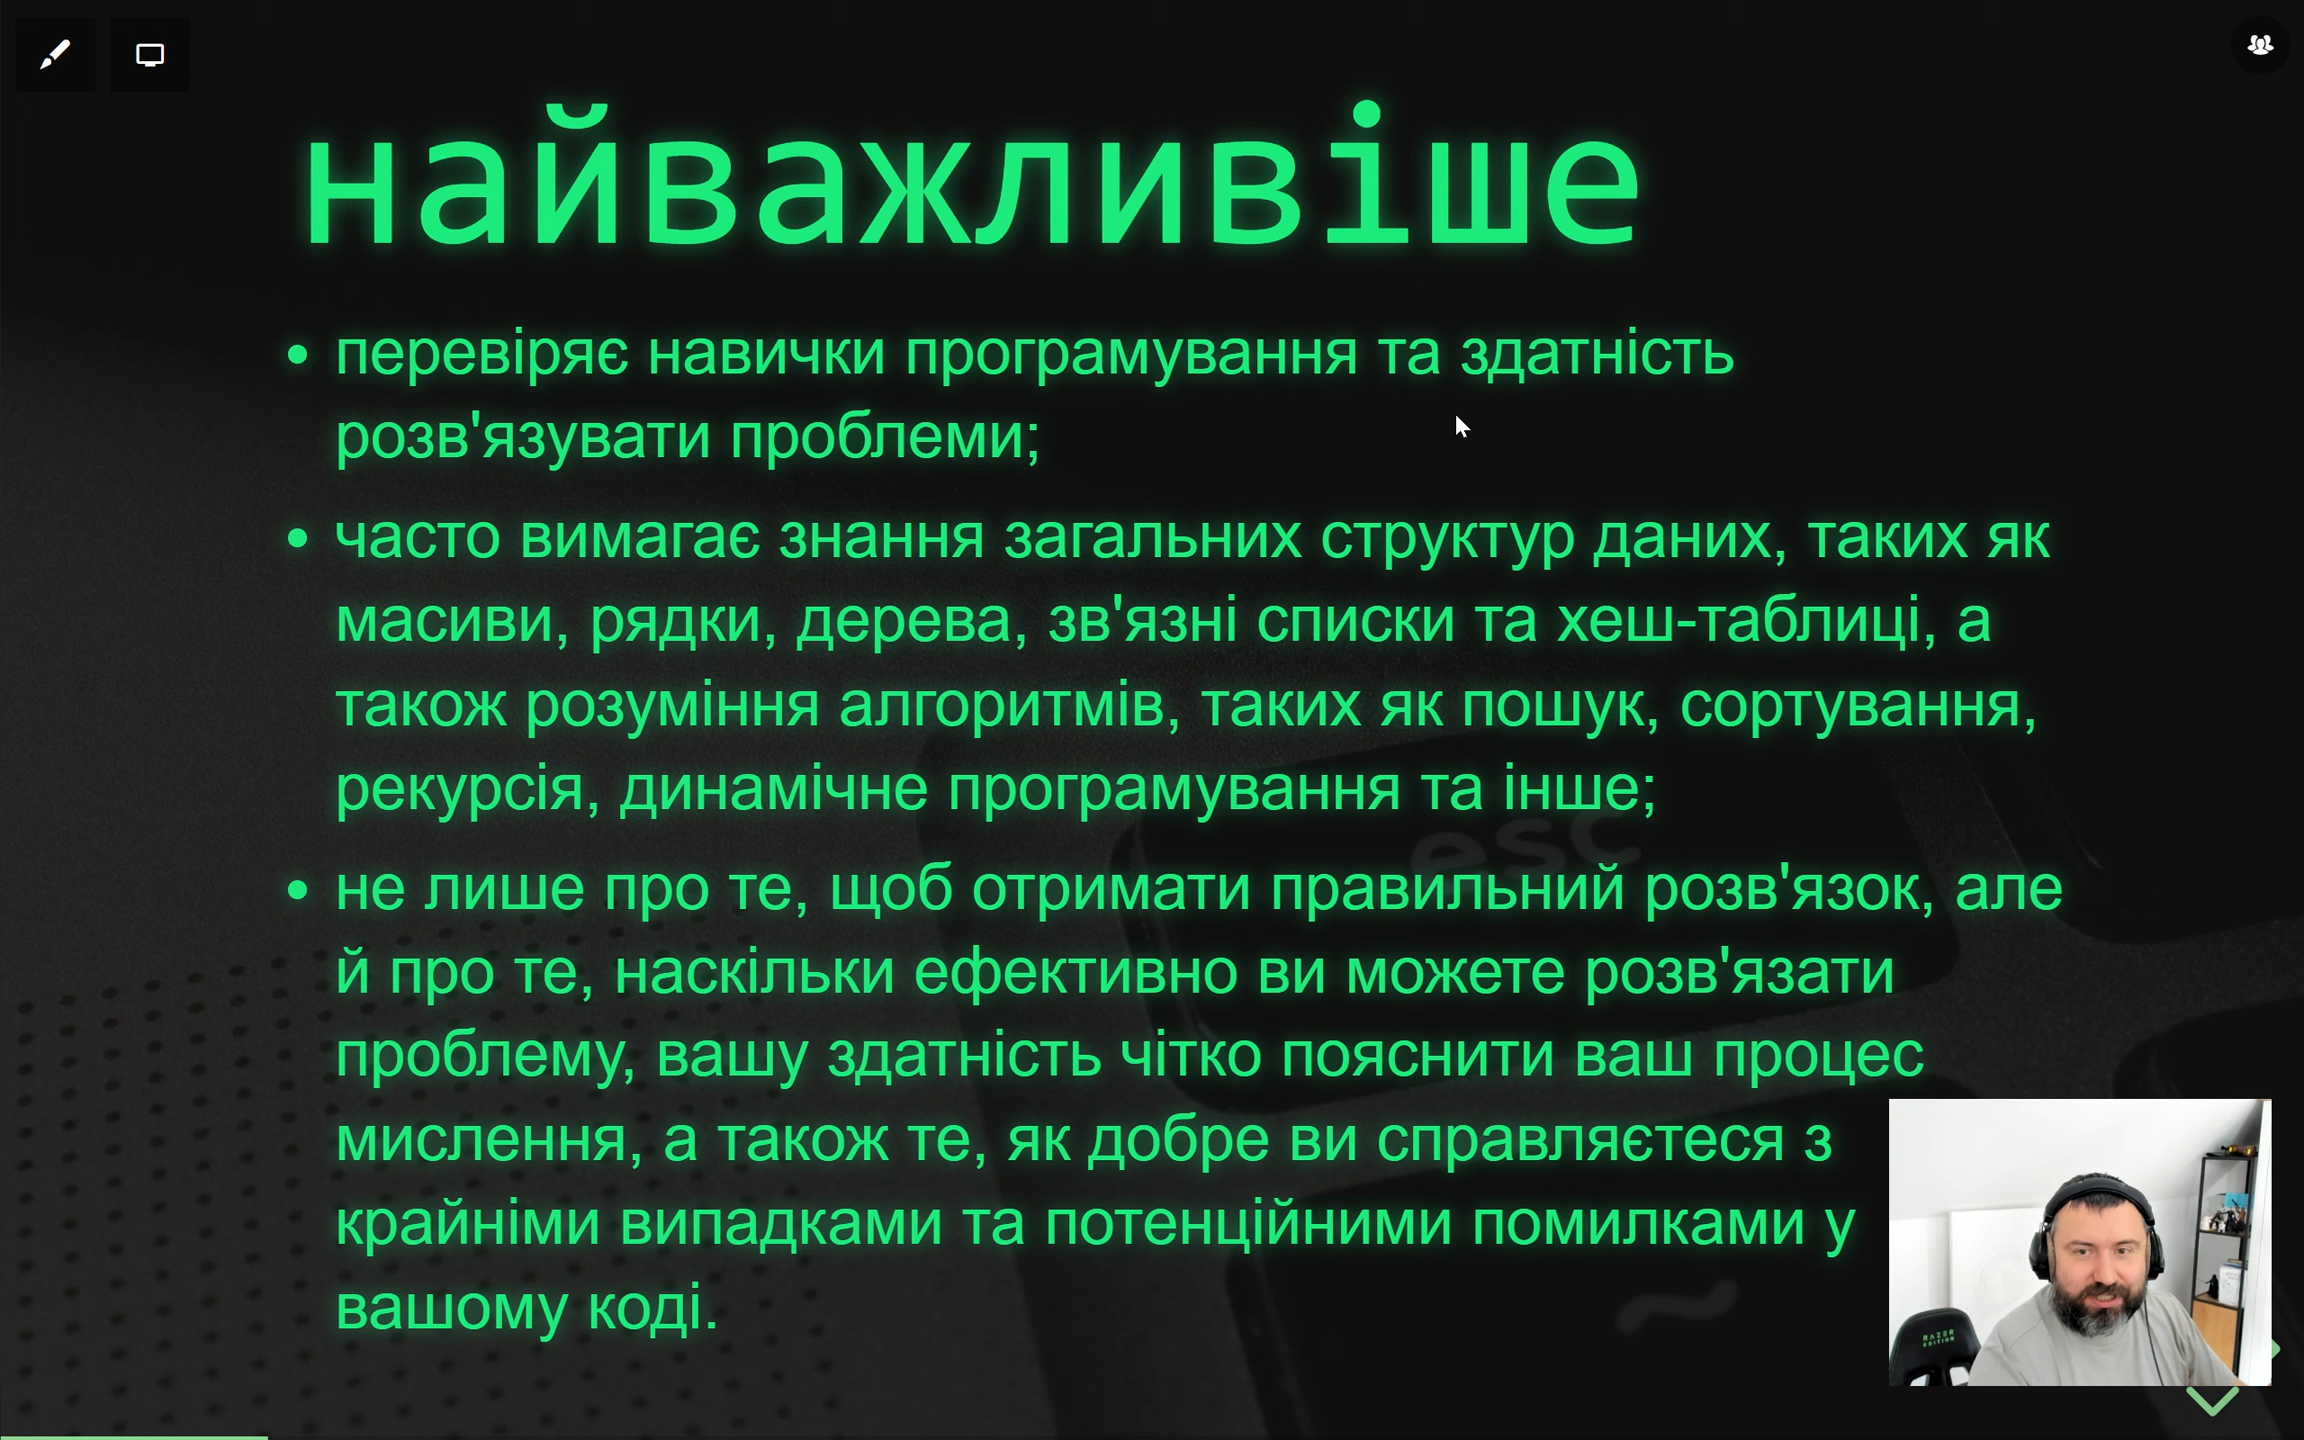 найважливіше
• перевіряє навички програмування та здатність
розв'язувати проблеми;
• часто вимагає знання загальних структур даних, таких як
масиви, рядки, дерева, зв'язні списки та хеш-таблиці, а
також розуміння алгоритмів, таких як пошук, сортування,
рекурсія, динамічне програмування та інше;
esc
• не лише про те, щоб отримати правильний розв'язок, але
й про те, наскільки ефективно ви можете розв'язати
проблему, вашу здатність чітко пояснити ваш процес
мислення, а також те, як добре ви справляєтеся з
крайніми випадками та потенційними помилками у
вашому коді.
~
RAZER
EDITION